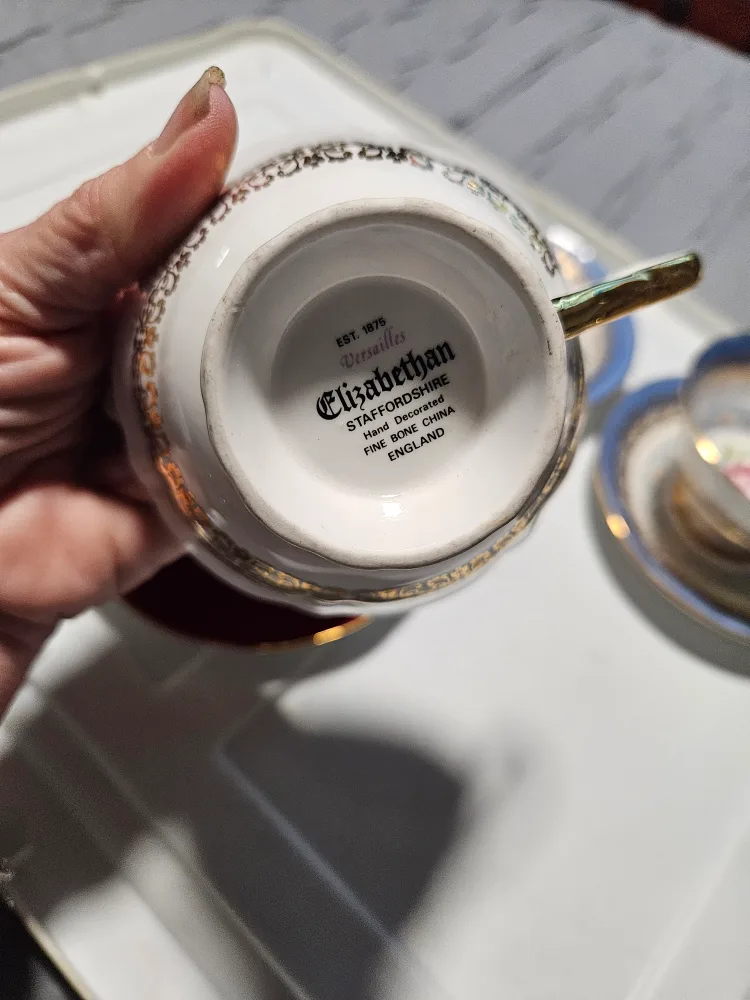 EST. 1875
Versailles
Elizabethan
STAFFORDSHIRE
Hand Decorated
FINE BONE CHINA
ENGLAND